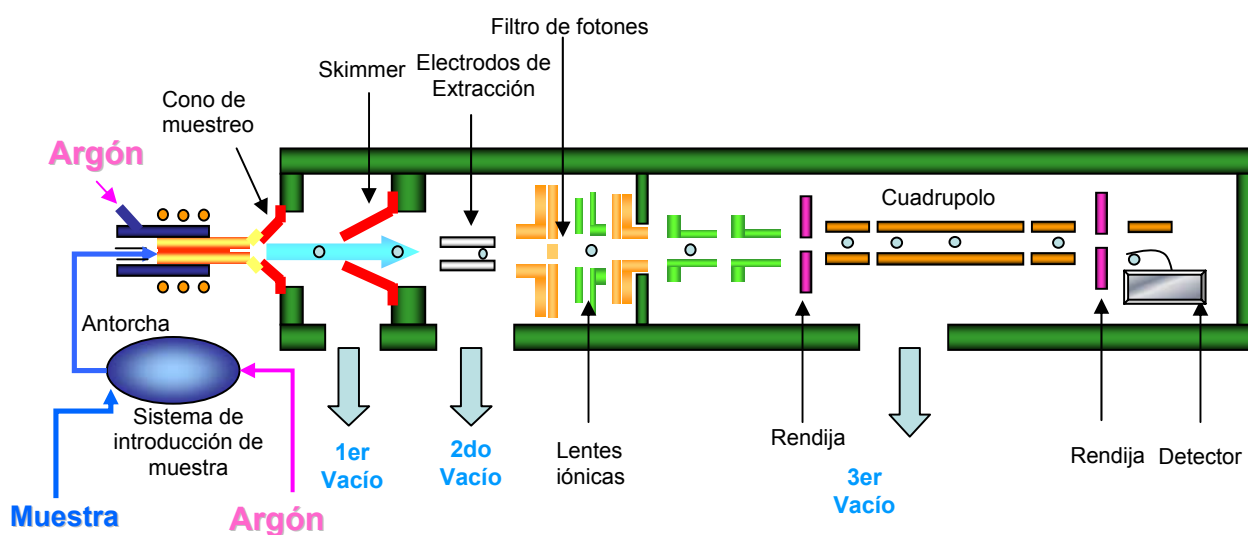 Filtro de fotones
Skimmer
Electrodos de
Extracción
Cono de
muestreo
Argón
Cuadrupolo
Antorcha
Sistema de
introducción de
muestra
Muestra
Argón
1er
Vacío
2do
Vacío
Lentes
iónicas
Rendija
3er
Vacío
Rendija
Detector